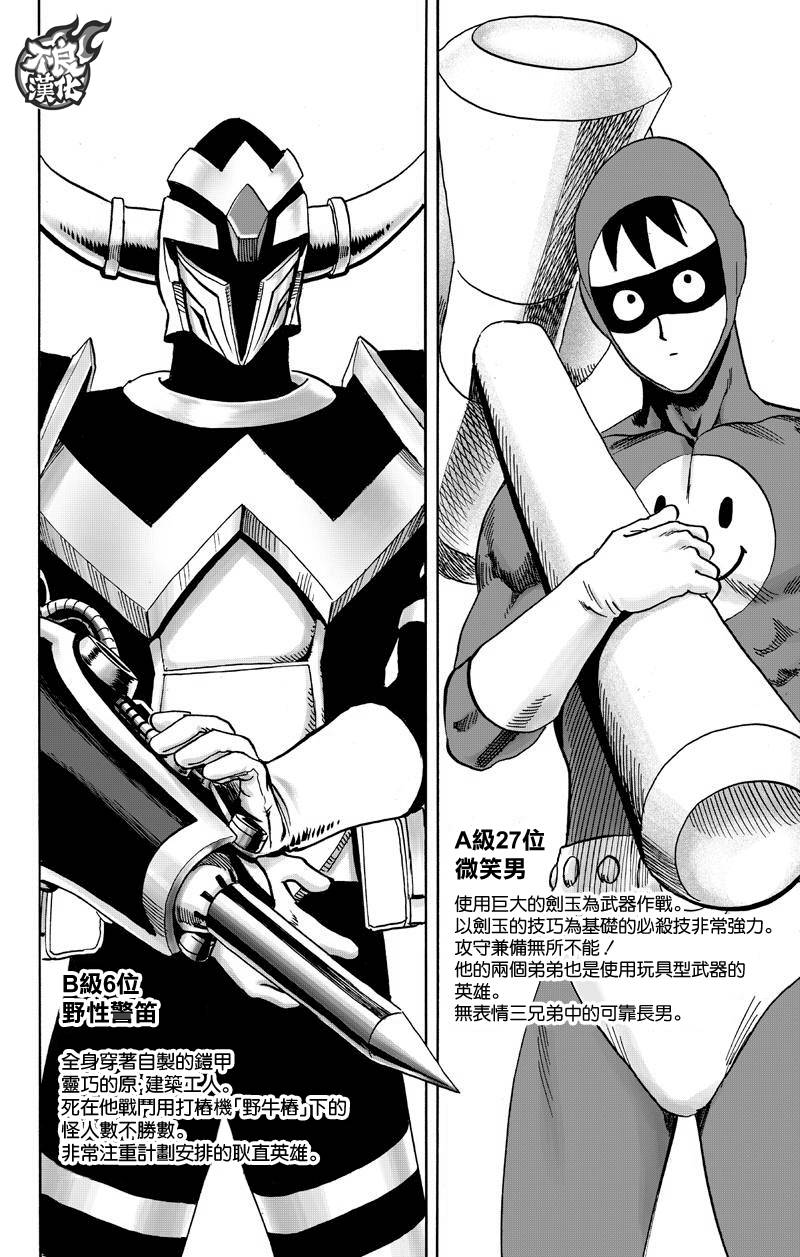 不良
漢化
A級27位
微笑男
使用巨大的劍玉為武器作戰。
以劍玉的技巧為基礎的必殺技非常強力。
攻守兼備無所不能！
他的兩個弟弟也是使用玩具型武器的
英雄。
無表情三兄弟中的可靠長男。
B級6位
野性警笛
全身穿著自製的鎧甲
靈巧的原，建築工人。
死在他戰鬥用打樁機「野牛樁」下的
怪人數不勝數。
非常注重計劃安排的耿直英雄。